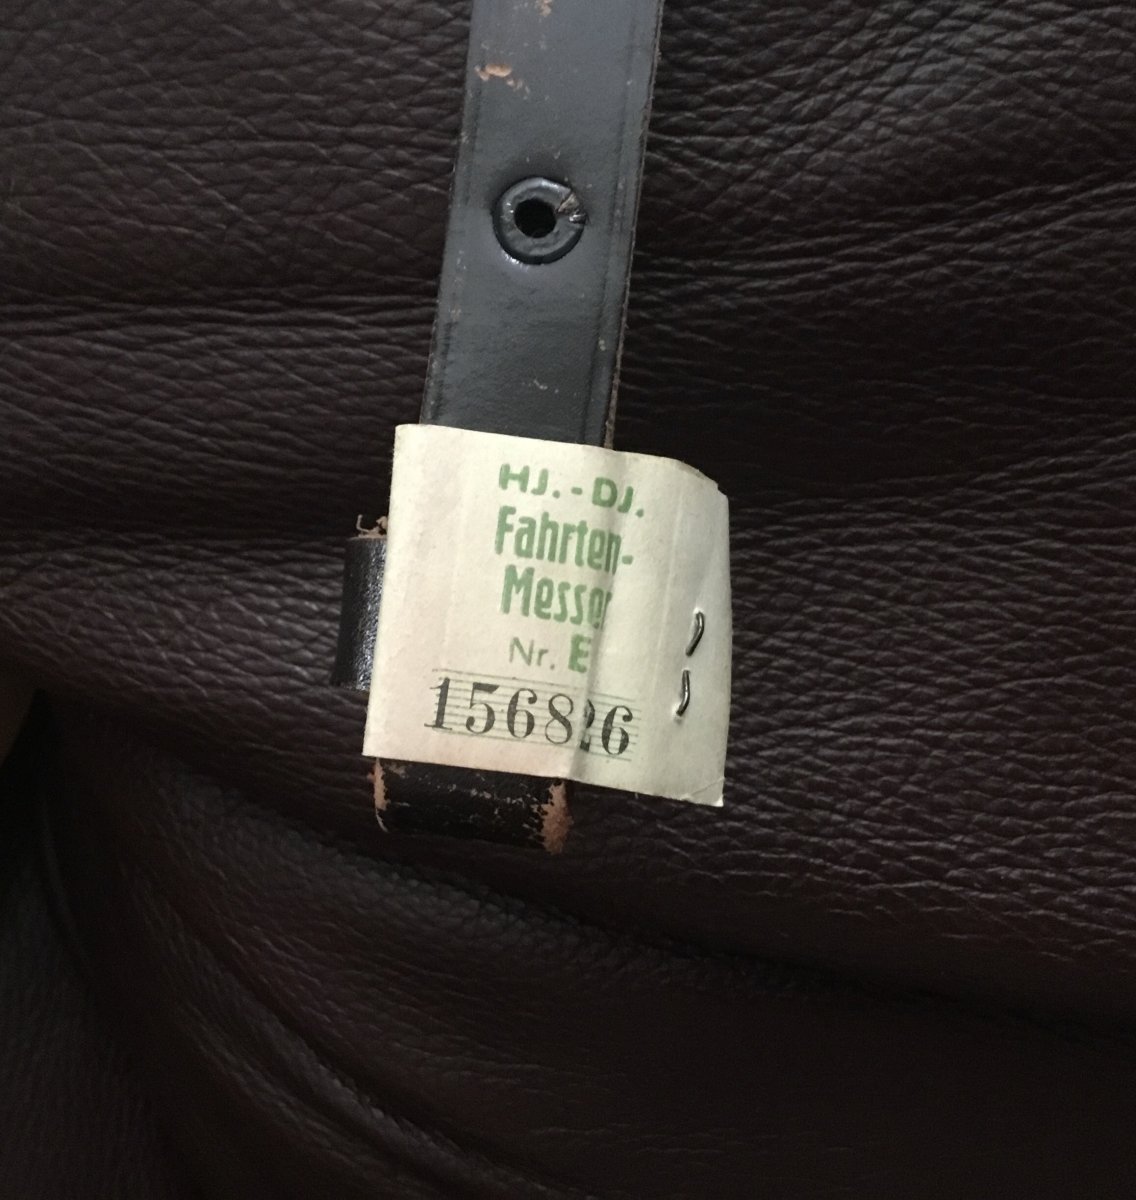 HJ. - DJ.
Fahrten-
Messer
Nr. E
156826